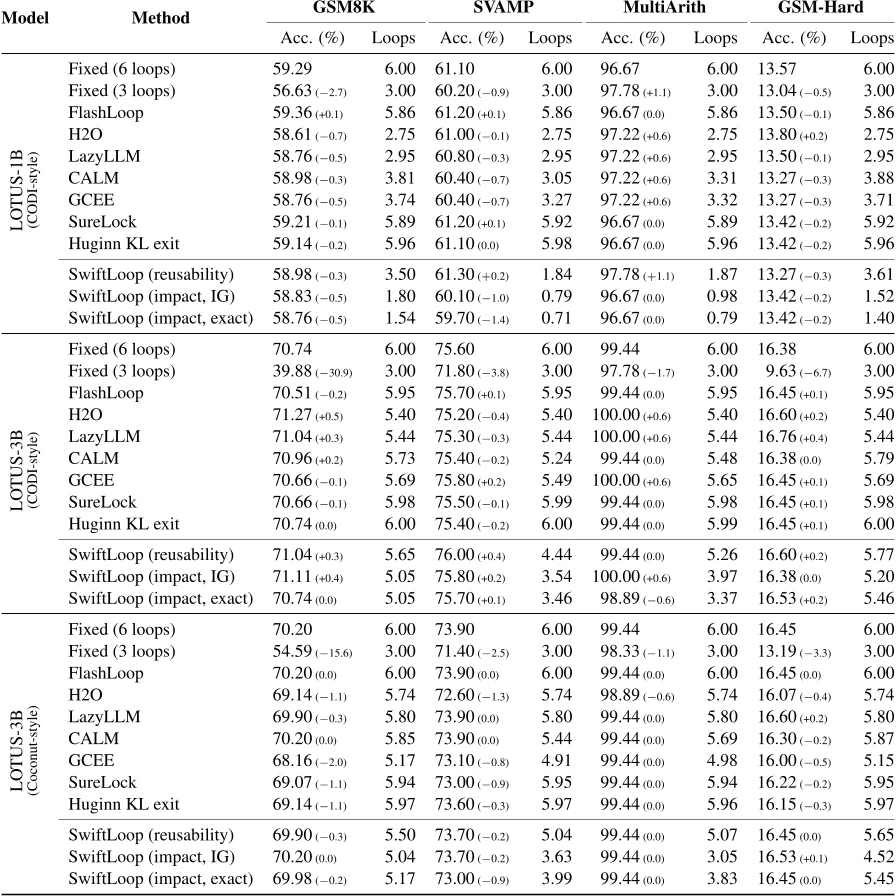 Model Method GSM8K SVAMP MultiArith GSM-Hard
Acc. (%) Loops Acc. (%) Loops Acc. (%) Loops Acc. (%) Loops
LOTUS-1B
(CODI-style)
Fixed (6 loops) 59.29 6.00 61.10 6.00 96.67 6.00 13.57 6.00
Fixed (3 loops) 56.63 (−2.7) 3.00 60.20 (−0.9) 3.00 97.78 (+1.1) 3.00 13.04 (−0.5) 3.00
FlashLoop 59.36 (+0.1) 5.86 61.20 (+0.1) 5.86 96.67 (0.0) 5.86 13.50 (−0.1) 5.86
H2O 58.61 (−0.7) 2.75 61.00 (−0.1) 2.75 97.22 (+0.6) 2.75 13.80 (+0.2) 2.75
LazyLLM 58.76 (−0.5) 2.95 60.80 (−0.3) 2.95 97.22 (+0.6) 2.95 13.50 (−0.1) 2.95
CALM 58.98 (−0.3) 3.81 60.40 (−0.7) 3.05 97.22 (+0.6) 3.31 13.27 (−0.3) 3.88
GCEE 58.76 (−0.5) 3.74 60.40 (−0.7) 3.27 97.22 (+0.6) 3.32 13.27 (−0.3) 3.71
SureLock 59.21 (−0.1) 5.89 61.20 (+0.1) 5.92 96.67 (0.0) 5.89 13.42 (−0.2) 5.92
Huginn KL exit 59.14 (−0.2) 5.96 61.10 (0.0) 5.98 96.67 (0.0) 5.96 13.42 (−0.2) 5.96
SwiftLoop (reusability) 58.98 (−0.3) 3.50 61.30 (+0.2) 1.84 97.78 (+1.1) 1.87 13.27 (−0.3) 3.61
SwiftLoop (impact, IG) 58.83 (−0.5) 1.80 60.10 (−1.0) 0.79 96.67 (0.0) 0.98 13.42 (−0.2) 1.52
SwiftLoop (impact, exact) 58.76 (−0.5) 1.54 59.70 (−1.4) 0.71 96.67 (0.0) 0.79 13.42 (−0.2) 1.40
LOTUS-3B
(CODI-style)
Fixed (6 loops) 70.74 6.00 75.60 6.00 99.44 6.00 16.38 6.00
Fixed (3 loops) 39.88 (−30.9) 3.00 71.80 (−3.8) 3.00 97.78 (−1.7) 3.00 9.63 (−6.7) 3.00
FlashLoop 70.51 (−0.2) 5.95 75.70 (+0.1) 5.95 99.44 (0.0) 5.95 16.45 (+0.1) 5.95
H2O 71.27 (+0.5) 5.40 75.20 (−0.4) 5.40 100.00 (+0.6) 5.40 16.60 (+0.2) 5.40
LazyLLM 71.04 (+0.3) 5.44 75.30 (−0.3) 5.44 100.00 (+0.6) 5.44 16.76 (+0.4) 5.44
CALM 70.96 (+0.2) 5.73 75.40 (−0.2) 5.24 99.44 (0.0) 5.48 16.38 (0.0) 5.79
GCEE 70.66 (−0.1) 5.69 75.80 (+0.2) 5.49 100.00 (+0.6) 5.65 16.45 (+0.1) 5.69
SureLock 70.66 (−0.1) 5.98 75.50 (−0.1) 5.99 99.44 (0.0) 5.98 16.45 (+0.1) 5.98
Huginn KL exit 70.74 (0.0) 6.00 75.40 (−0.2) 6.00 99.44 (0.0) 5.99 16.45 (+0.1) 6.00
SwiftLoop (reusability) 71.04 (+0.3) 5.65 76.00 (+0.4) 4.44 99.44 (0.0) 5.26 16.60 (+0.2) 5.77
SwiftLoop (impact, IG) 71.11 (+0.4) 5.05 75.80 (+0.2) 3.54 100.00 (+0.6) 3.97 16.38 (0.0) 5.20
SwiftLoop (impact, exact) 70.74 (0.0) 5.05 75.70 (+0.1) 3.46 98.89 (−0.6) 3.37 16.53 (+0.2) 5.46
LOTUS-3B
(Coconut-style)
Fixed (6 loops) 70.20 6.00 73.90 6.00 99.44 6.00 16.45 6.00
Fixed (3 loops) 54.59 (−15.6) 3.00 71.40 (−2.5) 3.00 98.33 (−1.1) 3.00 13.19 (−3.3) 3.00
FlashLoop 70.20 (0.0) 6.00 73.90 (0.0) 6.00 99.44 (0.0) 6.00 16.45 (0.0) 6.00
H2O 69.14 (−1.1) 5.74 72.60 (−1.3) 5.74 98.89 (−0.6) 5.74 16.07 (−0.4) 5.74
LazyLLM 69.90 (−0.3) 5.80 73.90 (0.0) 5.80 99.44 (0.0) 5.80 16.60 (+0.2) 5.80
CALM 70.20 (0.0) 5.85 73.90 (0.0) 5.44 99.44 (0.0) 5.69 16.30 (−0.2) 5.87
GCEE 68.16 (−2.0) 5.17 73.10 (−0.8) 4.91 99.44 (0.0) 4.98 16.00 (−0.5) 5.15
SureLock 69.07 (−1.1) 5.94 73.00 (−0.9) 5.95 99.44 (0.0) 5.94 16.22 (−0.2) 5.95
Huginn KL exit 69.14 (−1.1) 5.97 73.60 (−0.3) 5.97 99.44 (0.0) 5.96 16.15 (−0.3) 5.97
SwiftLoop (reusability) 69.90 (−0.3) 5.50 73.70 (−0.2) 5.04 99.44 (0.0) 5.07 16.45 (0.0) 5.65
SwiftLoop (impact, IG) 70.20 (0.0) 5.04 73.70 (−0.2) 3.63 99.44 (0.0) 3.05 16.53 (+0.1) 4.52
SwiftLoop (impact, exact) 69.98 (−0.2) 5.17 73.00 (−0.9) 3.99 99.44 (0.0) 3.83 16.45 (0.0) 5.45